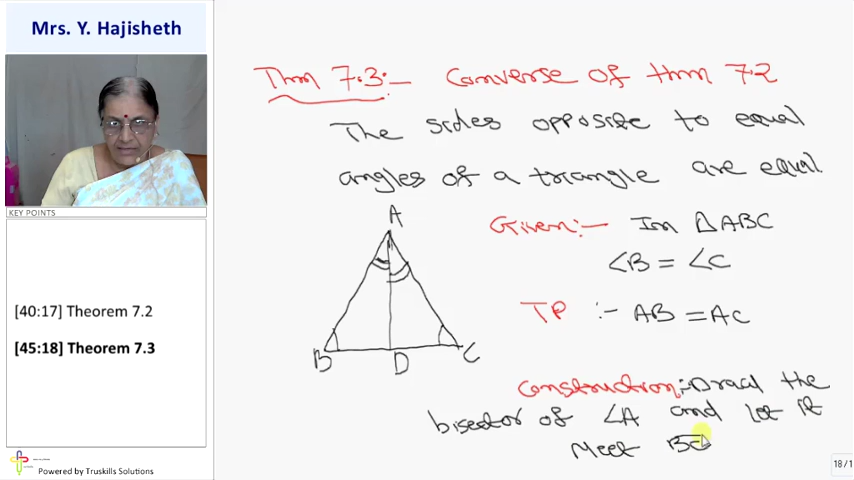 Mrs. Y. Hajisheth
KEY POINTS
[40:17] Theorem 7.2
[45:18] Theorem 7.3
Powered by Truskills Solutions
Thm 7.3:- Converse of thm 7.2
The sides opposite to equal
angles of a triangle are equal
Given:- In △ABC
∠B = ∠C
TP :- AB = AC
A
B D C
Construction:- Draw the
bisector of ∠A and let it
Meet BC
18/1